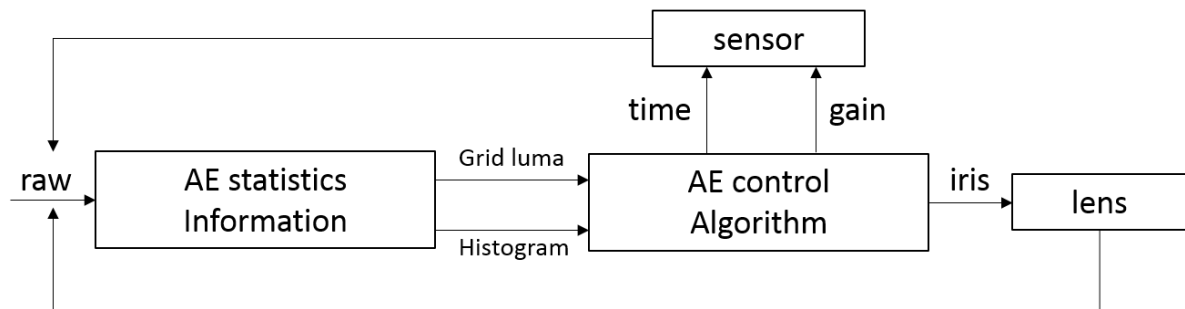 sensor
time
gain
raw
AE statistics
Information
Grid luma
Histogram
AE control
Algorithm
iris
lens